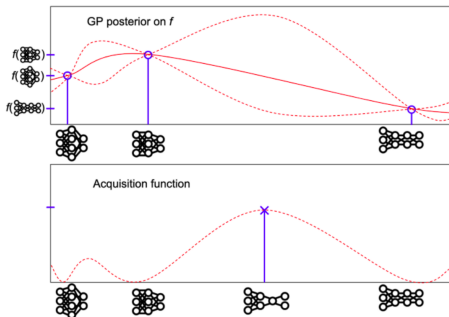 GP posterior on f
f(
f(
f(
Acquisition function